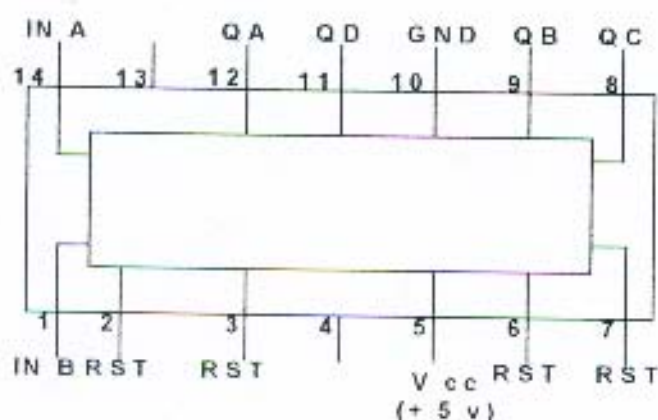 IN A QA QD GND QB QC
14 13 12 11 10 9 8
1 2 3 4 5 6 7
IN B RST RST Vcc RST RST
(+ 5 v)